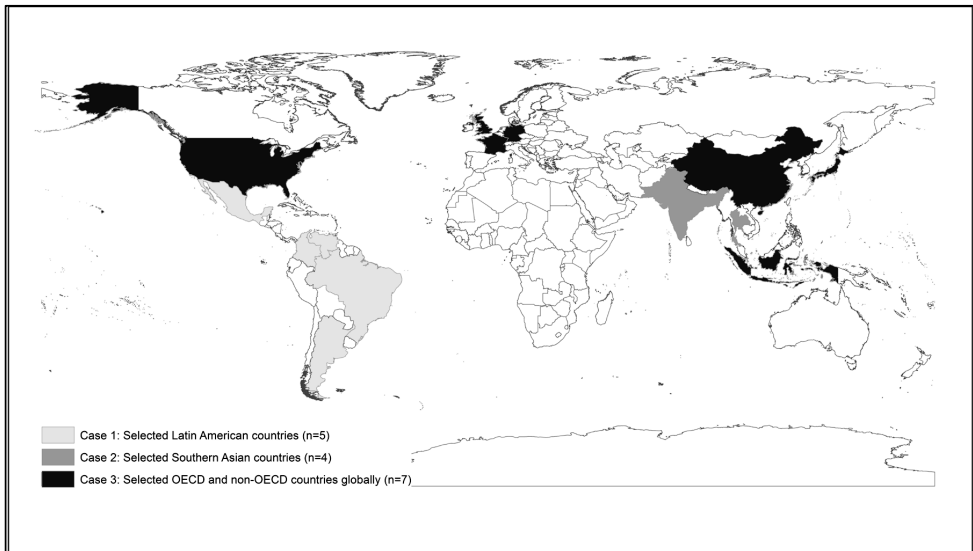 Case 1: Selected Latin American countries (n=5)
Case 2: Selected Southern Asian countries (n=4)
Case 3: Selected OECD and non-OECD countries globally (n=7)